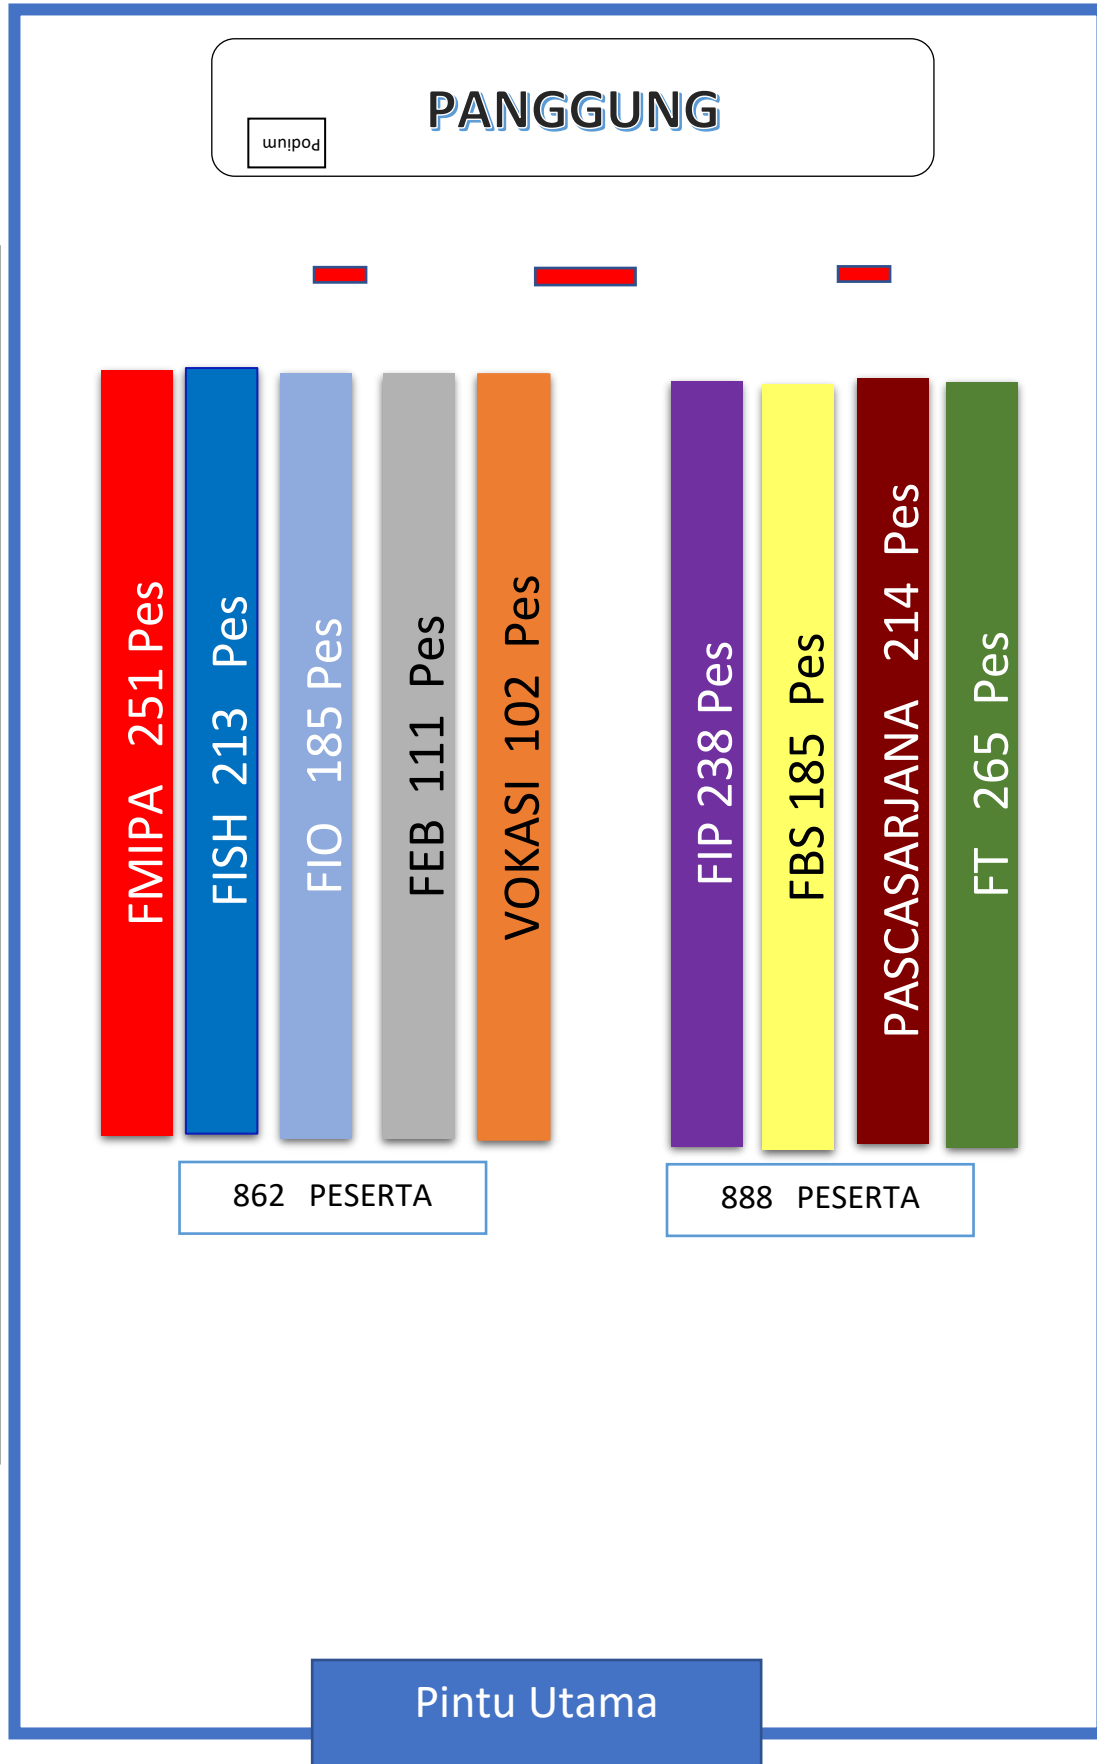 PANGGUNG
Podium
FMIPA 251 Pes
FISH 213 Pes
FIO 185 Pes
FEB 111 Pes
VOKASI 102 Pes
FIP 238 Pes
FBS 185 Pes
PASCASARJANA 214 Pes
FT 265 Pes
862 PESERTA
888 PESERTA
Pintu Utama